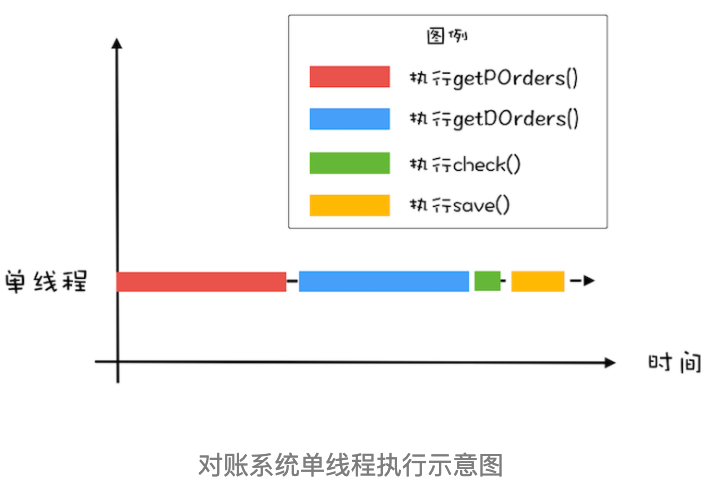 图例
执行getPOrders()
执行getDOrders()
执行check()
执行save()
单线程
时间
对账系统单线程执行示意图